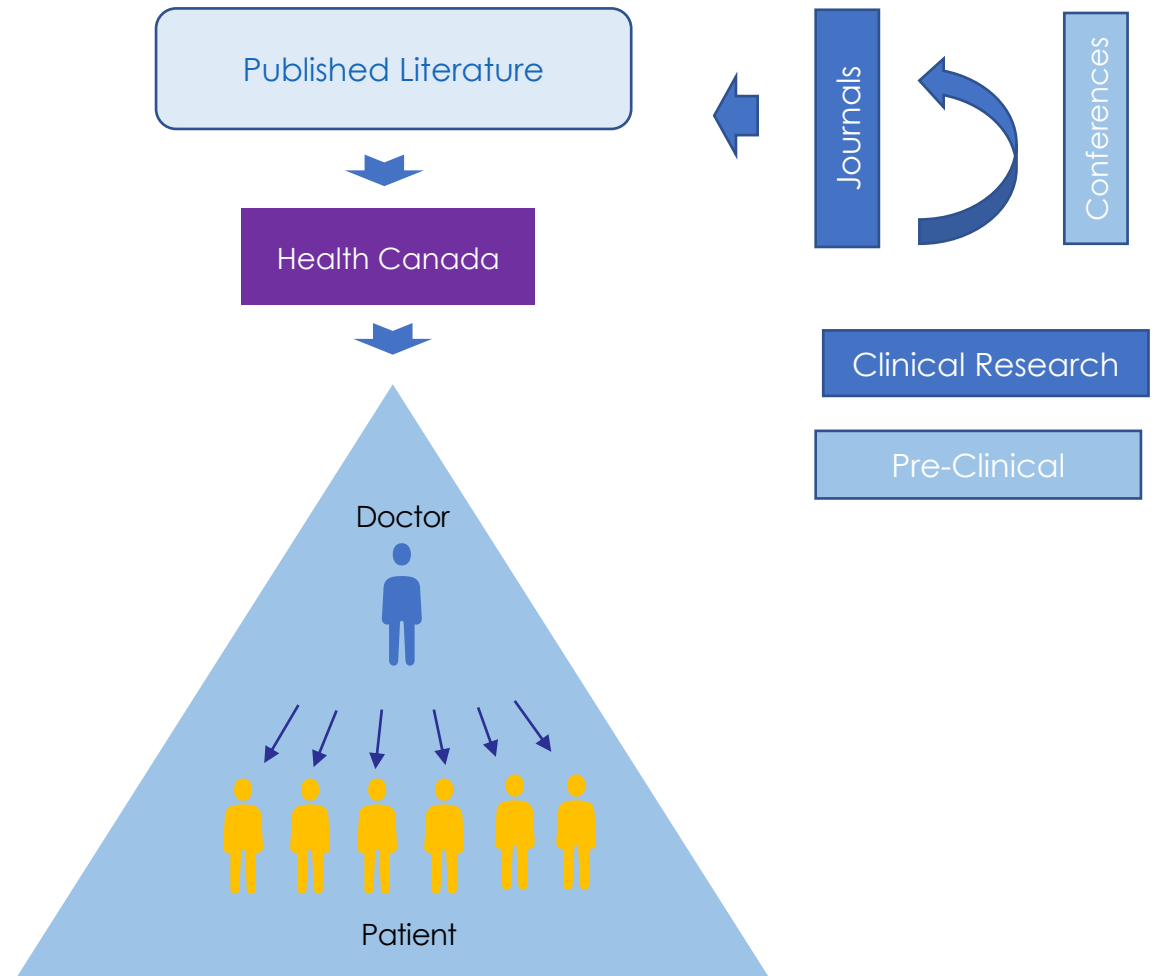 Published Literature
Journals
Conferences
Health Canada
Clinical Research
Pre-Clinical
Doctor
Patient